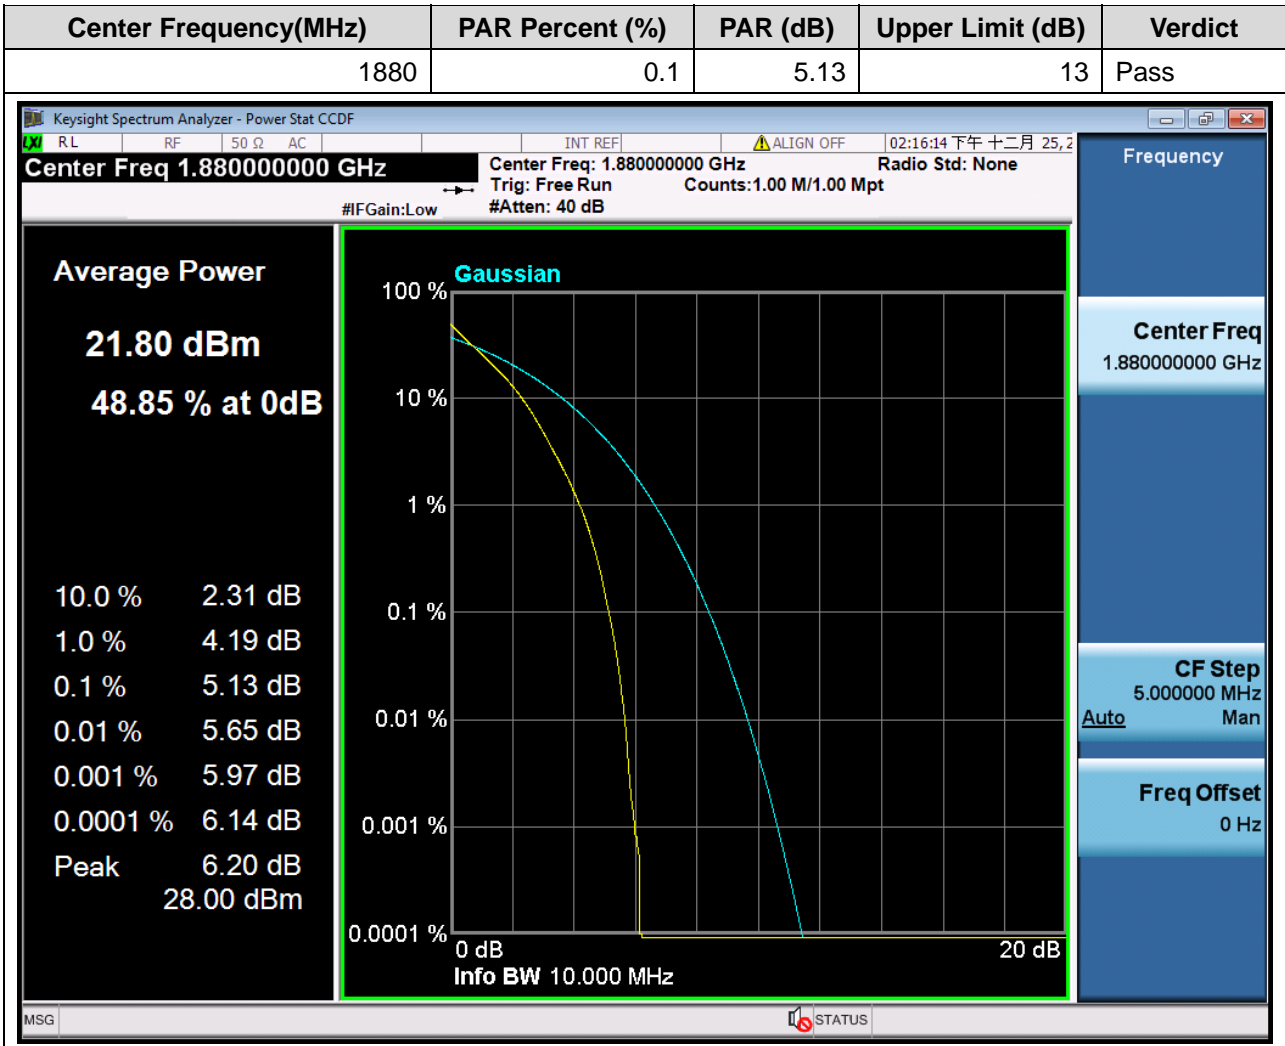 Center Frequency(MHz) PAR Percent (%) PAR (dB) Upper Limit (dB) Verdict
1880 0.1 5.13 13 Pass
Keysight Spectrum Analyzer - Power Stat CCDF
LXI RL RF 50 Ω AC INT REF ALIGN OFF 02:16:14 下午 十二月 25, 2
Center Freq 1.880000000 GHz
Center Freq: 1.880000000 GHz Radio Std: None
Trig: Free Run Counts:1.00 M/1.00 Mpt
#IFGain:Low #Atten: 40 dB
Frequency
Average Power
21.80 dBm
48.85 % at 0dB
10.0 % 2.31 dB
1.0 % 4.19 dB
0.1 % 5.13 dB
0.01 % 5.65 dB
0.001 % 5.97 dB
0.0001 % 6.14 dB
Peak 6.20 dB
28.00 dBm
Gaussian
100 %
10 %
1 %
0.1 %
0.01 %
0.001 %
0.0001 %
0 dB 20 dB
Info BW 10.000 MHz
Center Freq
1.880000000 GHz
CF Step
5.000000 MHz
Auto Man
Freq Offset
0 Hz
MSG STATUS